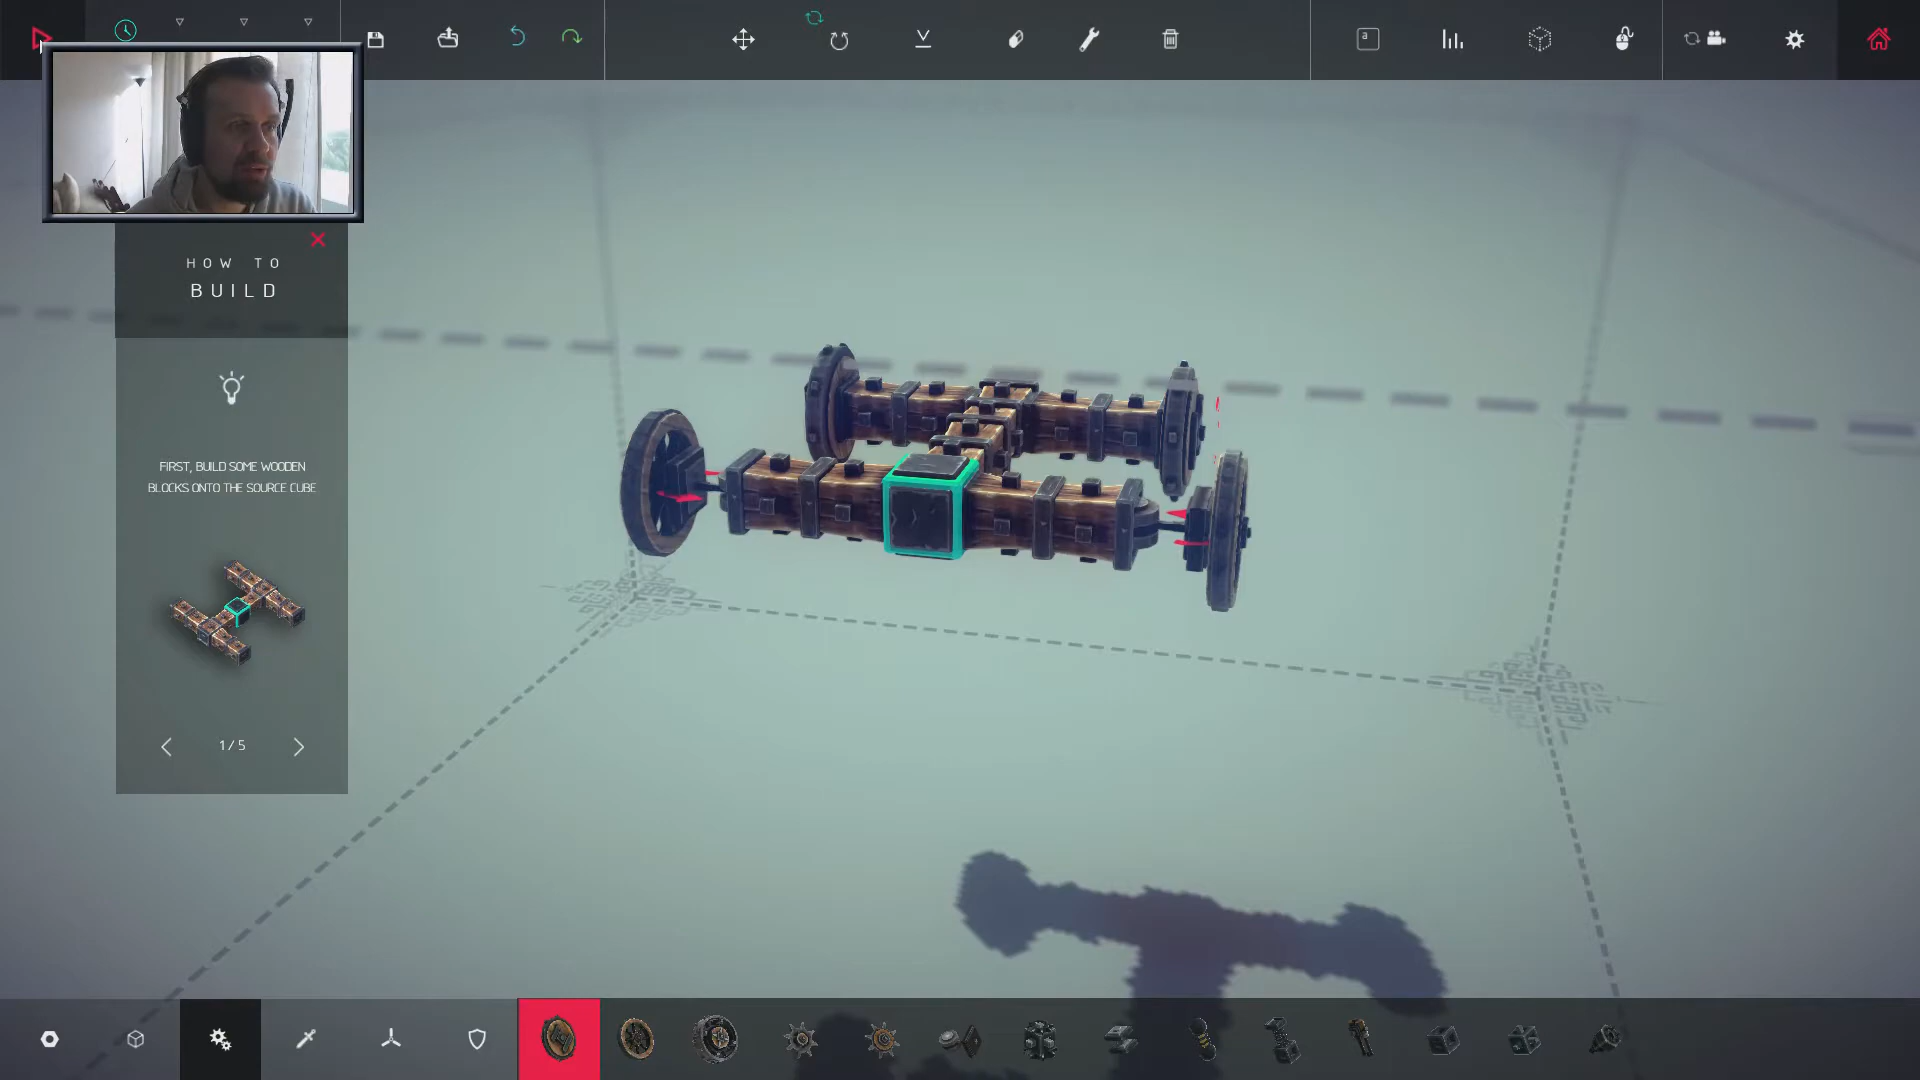 a
HOW TO
BUILD
FIRST, BUILD SOME WOODEN
BLOCKS ONTO THE SOURCE CUBE
1/5